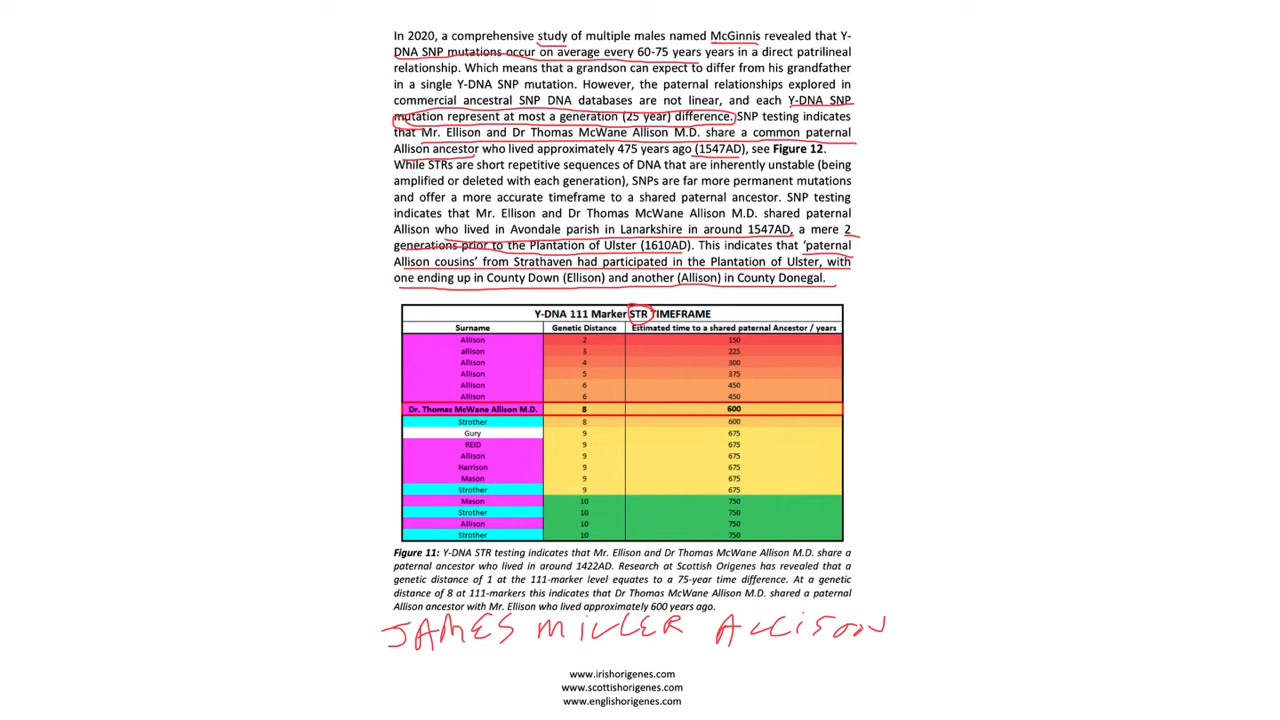 In 2020, a comprehensive study of multiple males named McGinnis revealed that Y-
DNA SNP mutations occur on average every 60-75 years years in a direct patrilineal
relationship. Which means that a grandson can expect to differ from his grandfather
in a single Y-DNA SNP mutation. However, the paternal relationships explored in
commercial ancestral SNP DNA databases are not linear, and each Y-DNA SNP
mutation represent at most a generation (25 year) difference. SNP testing indicates
that Mr. Ellison and Dr Thomas McWane Allison M.D. share a common paternal
Allison ancestor who lived approximately 475 years ago (1547AD), see Figure 12.
While STRs are short repetitive sequences of DNA that are inherently unstable (being
amplified or deleted with each generation), SNPs are far more permanent mutations
and offer a more accurate timeframe to a shared paternal ancestor. SNP testing
indicates that Mr. Ellison and Dr Thomas McWane Allison M.D. shared paternal
Allison who lived in Avondale parish in Lanarkshire in around 1547AD, a mere 2
generations prior to the Plantation of Ulster (1610AD). This indicates that 'paternal
Allison cousins' from Strathaven had participated in the Plantation of Ulster, with
one ending up in County Down (Ellison) and another (Allison) in County Donegal.
Y-DNA 111 Marker STR TIMEFRAME
Surname Genetic Distance Estimated time to a shared paternal Ancestor / years
Allison 2 150
allison 3 225
Allison 4 300
Allison 5 375
Allison 6 450
Allison 6 450
Dr. Thomas McWane Allison M.D. 8 600
Strother 8 600
Gury 9 675
REID 9 675
Allison 9 675
Harrison 9 675
Mason 9 675
Strother 9 675
Mason 10 750
Strother 10 750
Allison 10 750
Strother 10 750
Figure 11: Y-DNA STR testing indicates that Mr. Ellison and Dr Thomas McWane Allison M.D. share a
paternal ancestor who lived in around 1422AD. Research at Scottish Origenes has revealed that a
genetic distance of 1 at the 111-marker level equates to a 75-year time difference. At a genetic
distance of 8 at 111-markers this indicates that Dr Thomas McWane Allison M.D. shared a paternal
Allison ancestor with Mr. Ellison who lived approximately 600 years ago.
JAMES MILLER ALLISON
www.irishorigenes.com
www.scottishorigenes.com
www.englishorigenes.com